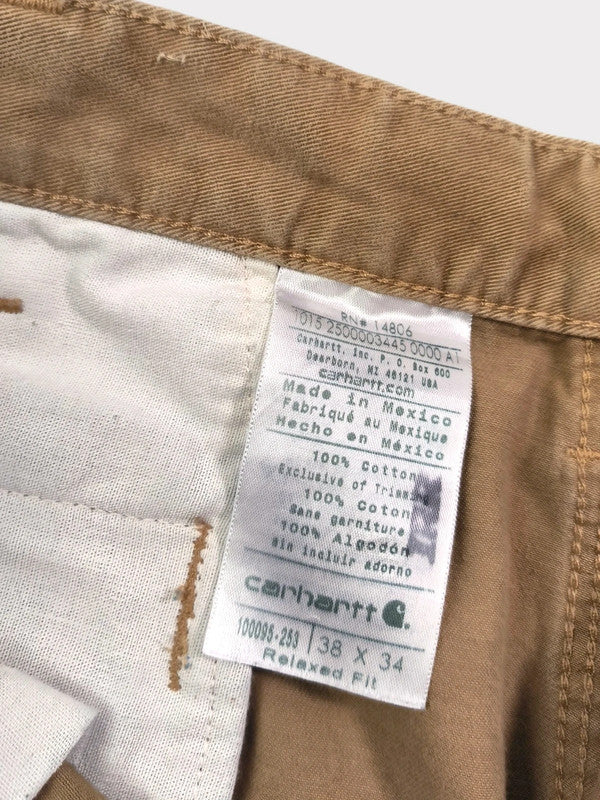 RN# 14806
1015 2500003445 0000 A1
Carhartt, Inc. P. O. Box 600
Dearborn, MI 48121 USA
carhartt.com
Made in Mexico
Fabriqué au Mexique
Hecho en México
100% Cotton
Exclusive of Trimming
100% Coton
sans garniture
100% Algodón
sin incluir adorno
carhartt
100095-253 38 X 34
Relaxed Fit